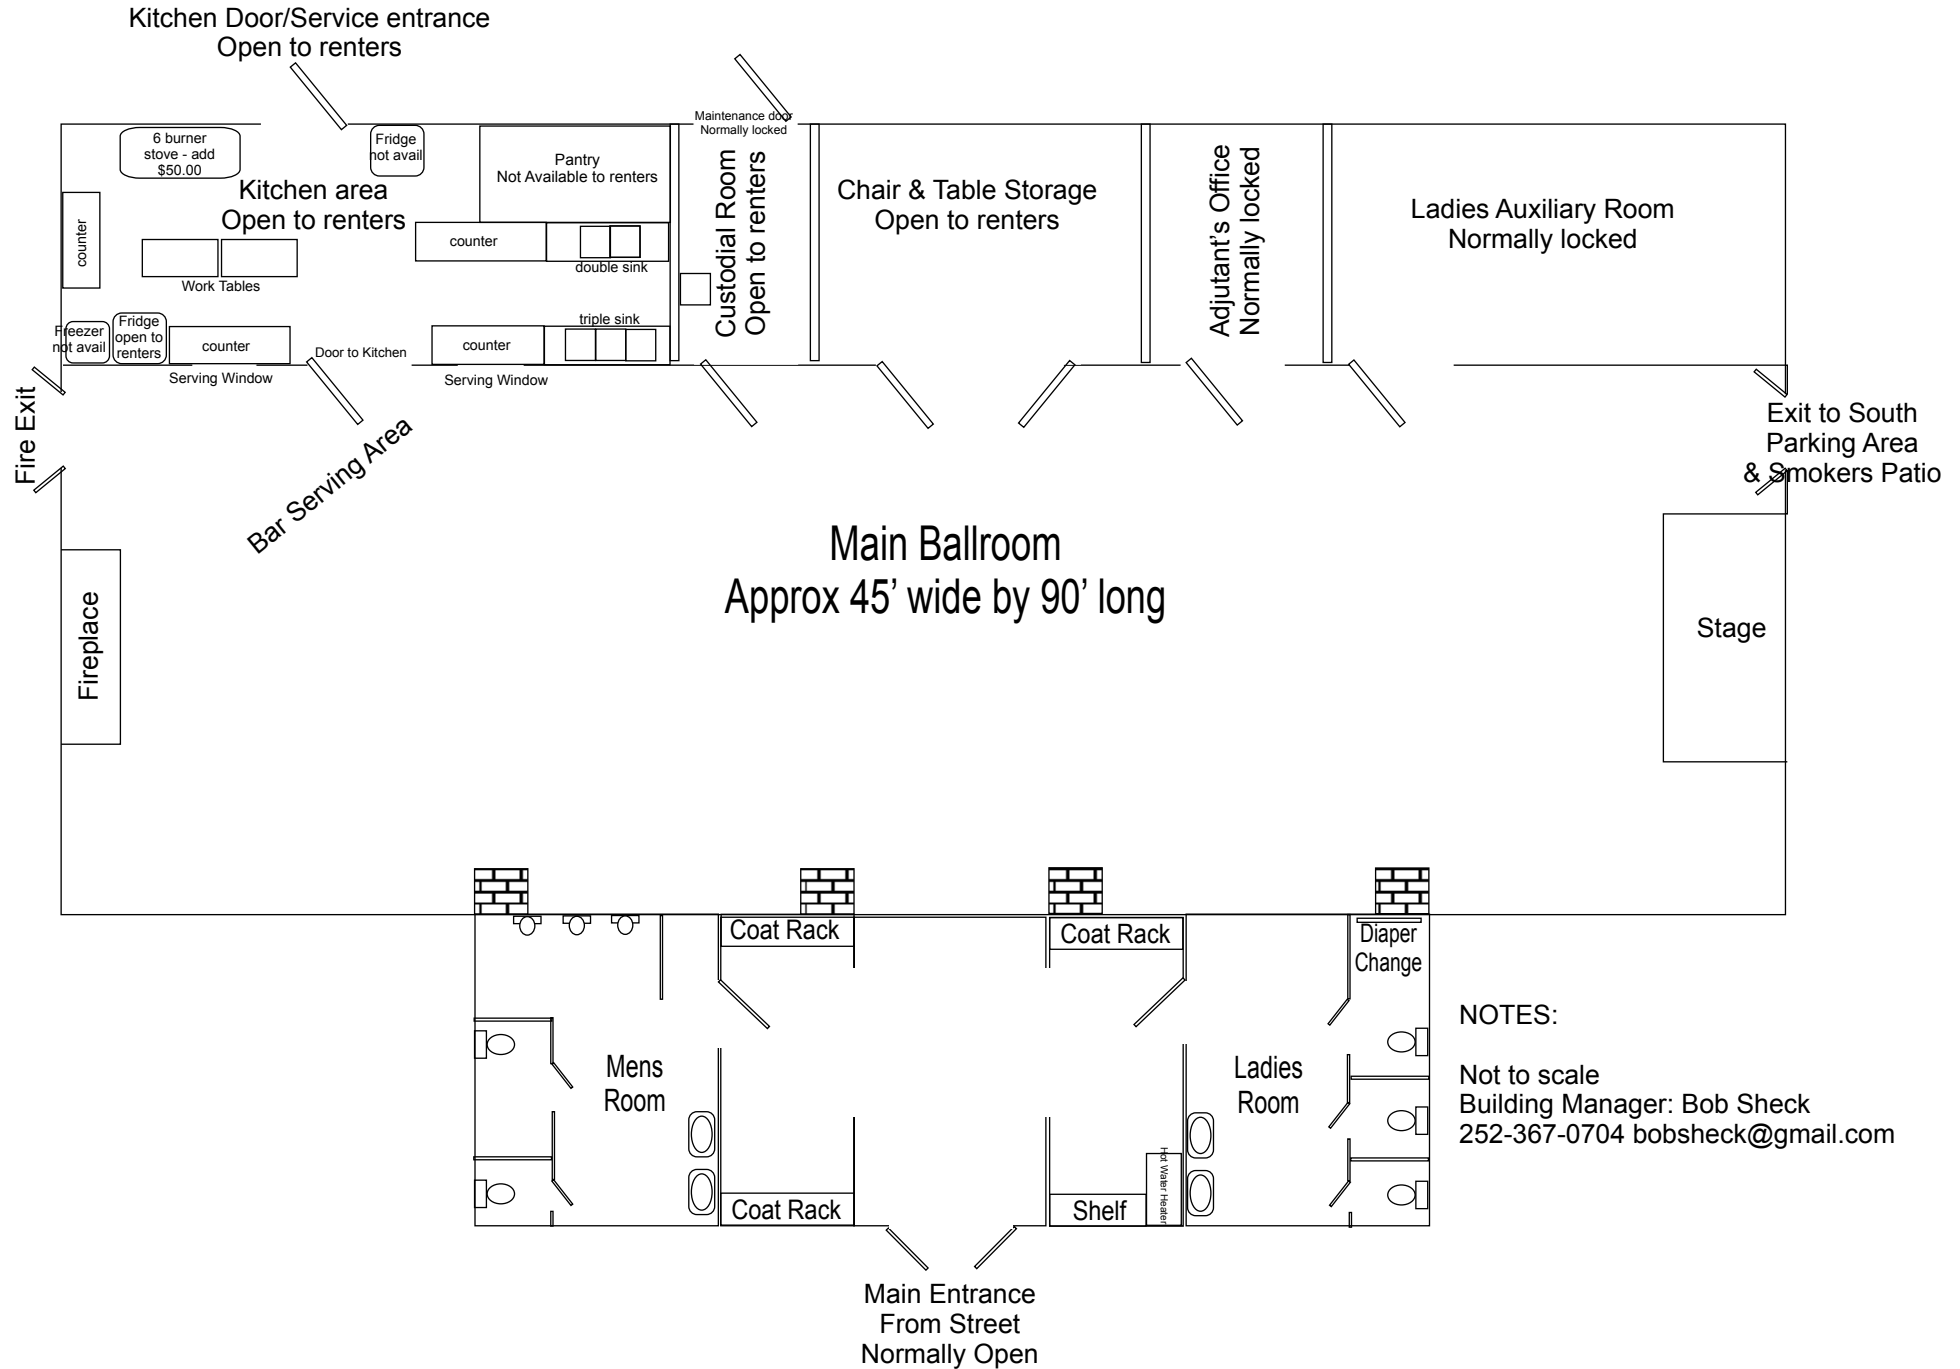 Kitchen Door/Service entrance
Open to renters
6 burner
stove - add
$50.00
Fridge
not avail
Pantry
Not Available to renters
Maintenance door
Normally locked
Kitchen area
Open to renters
counter
counter
double sink
Work Tables
Custodial Room
Open to renters
Chair & Table Storage
Open to renters
Adjutant's Office
Normally locked
Ladies Auxiliary Room
Normally locked
Freezer
not avail
Fridge
open to
renters
counter
Serving Window
Door to Kitchen
triple sink
counter
Serving Window
Fire Exit
Bar Serving Area
Exit to South
Parking Area
& Smokers Patio
Main Ballroom
Approx 45’ wide by 90’ long
Fireplace
Stage
Coat Rack
Coat Rack
Diaper
Change
Mens
Room
Ladies
Room
Hot Water Heater
Coat Rack
Shelf
NOTES:
Not to scale
Building Manager: Bob Sheck
252-367-0704 bobsheck@gmail.com
Main Entrance
From Street
Normally Open